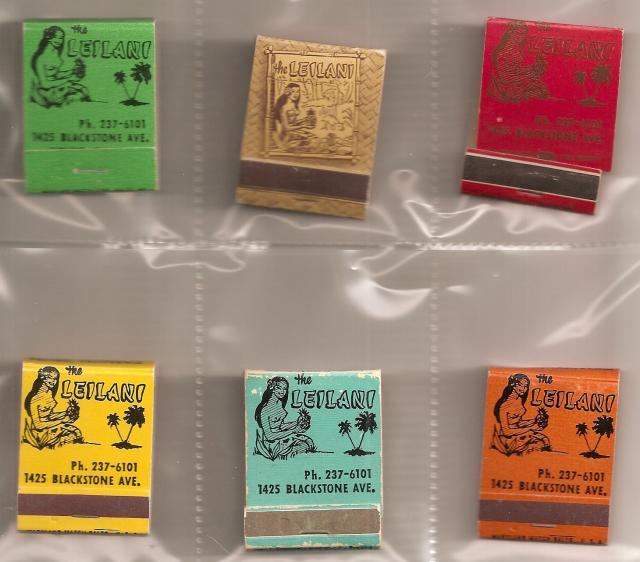 the
LEILANI
Ph. 237-6101
1425 BLACKSTONE AVE.
the LEILANI
the
LEILANI
Ph. 237-6101
1425 BLACKSTONE AVE.
the
LEILANI
Ph. 237-6101
1425 BLACKSTONE AVE.
the
LEILANI
Ph. 237-6101
1425 BLACKSTONE AVE.
the
LEILANI
Ph. 237-6101
1425 BLACKSTONE AVE.